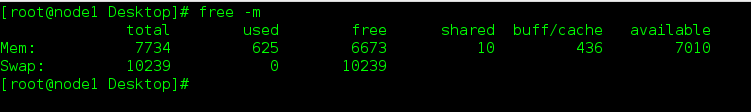 [root@node1 Desktop]# free -m
              total        used        free      shared  buff/cache   available
Mem:           7734         625        6673          10         436        7010
Swap:         10239           0       10239
[root@node1 Desktop]#